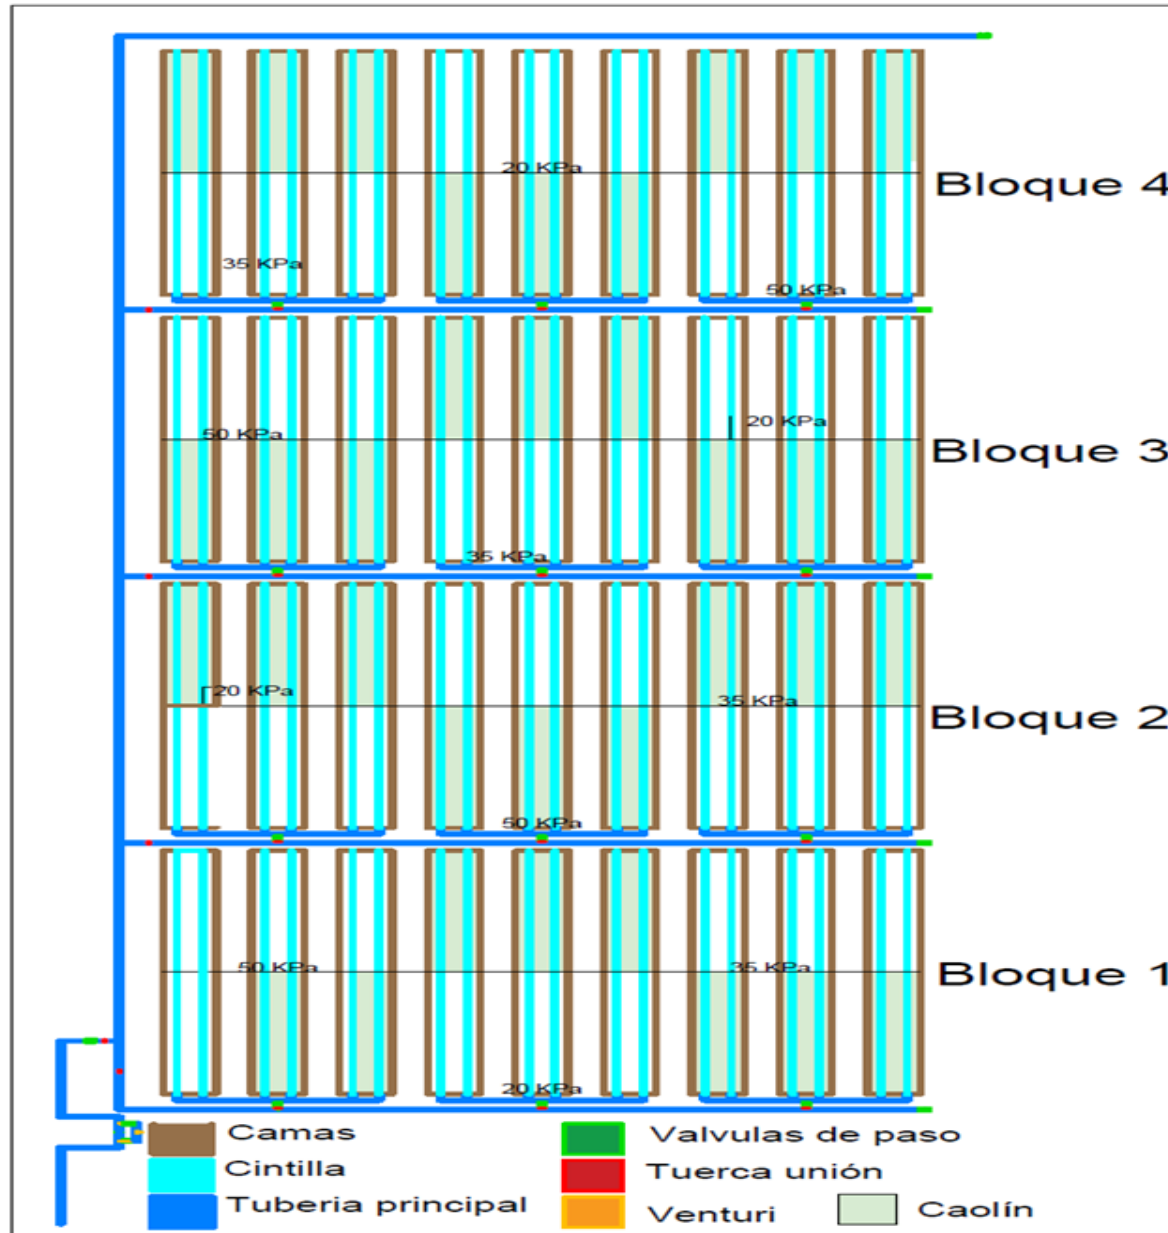 20 KPa
Bloque 4
35 KPa
50 KPa
20 KPa
50 KPa
Bloque 3
35 KPa
20 KPa
35 KPa
Bloque 2
50 KPa
50 KPa
35 KPa
Bloque 1
20 KPa
Camas
Valvulas de paso
Cintilla
Tuerca unión
Tuberia principal
Venturi
Caolín